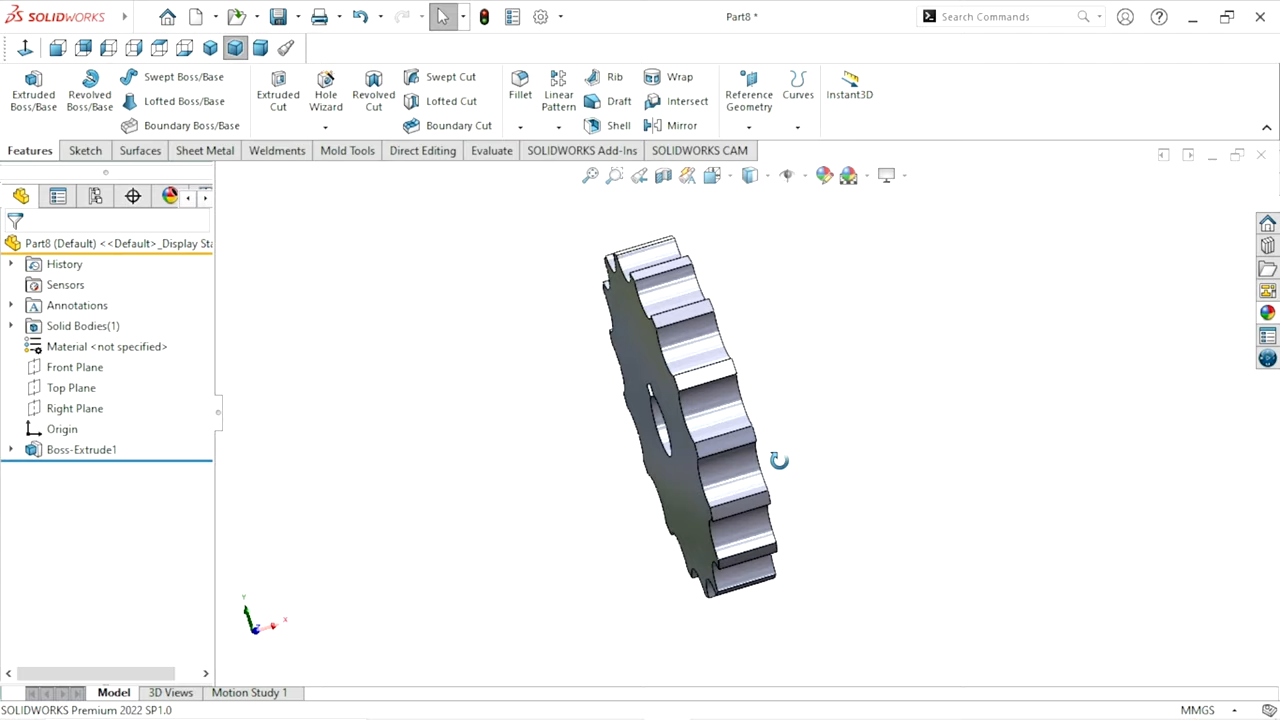 SOLIDWORKS
Part8 *
Search Commands
Extruded Boss/Base
Revolved Boss/Base
Swept Boss/Base
Lofted Boss/Base
Boundary Boss/Base
Extruded Cut
Hole Wizard
Revolved Cut
Swept Cut
Lofted Cut
Boundary Cut
Fillet
Linear Pattern
Rib
Draft
Shell
Wrap
Intersect
Mirror
Reference Geometry
Curves
Instant3D
Features
Sketch
Surfaces
Sheet Metal
Weldments
Mold Tools
Direct Editing
Evaluate
SOLIDWORKS Add-Ins
SOLIDWORKS CAM
Part8 (Default) <<Default>_Display Sta
History
Sensors
Annotations
Solid Bodies(1)
Material <not specified>
Front Plane
Top Plane
Right Plane
Origin
Boss-Extrude1
Y
X
Z
Model
3D Views
Motion Study 1
SOLIDWORKS Premium 2022 SP1.0
MMGS